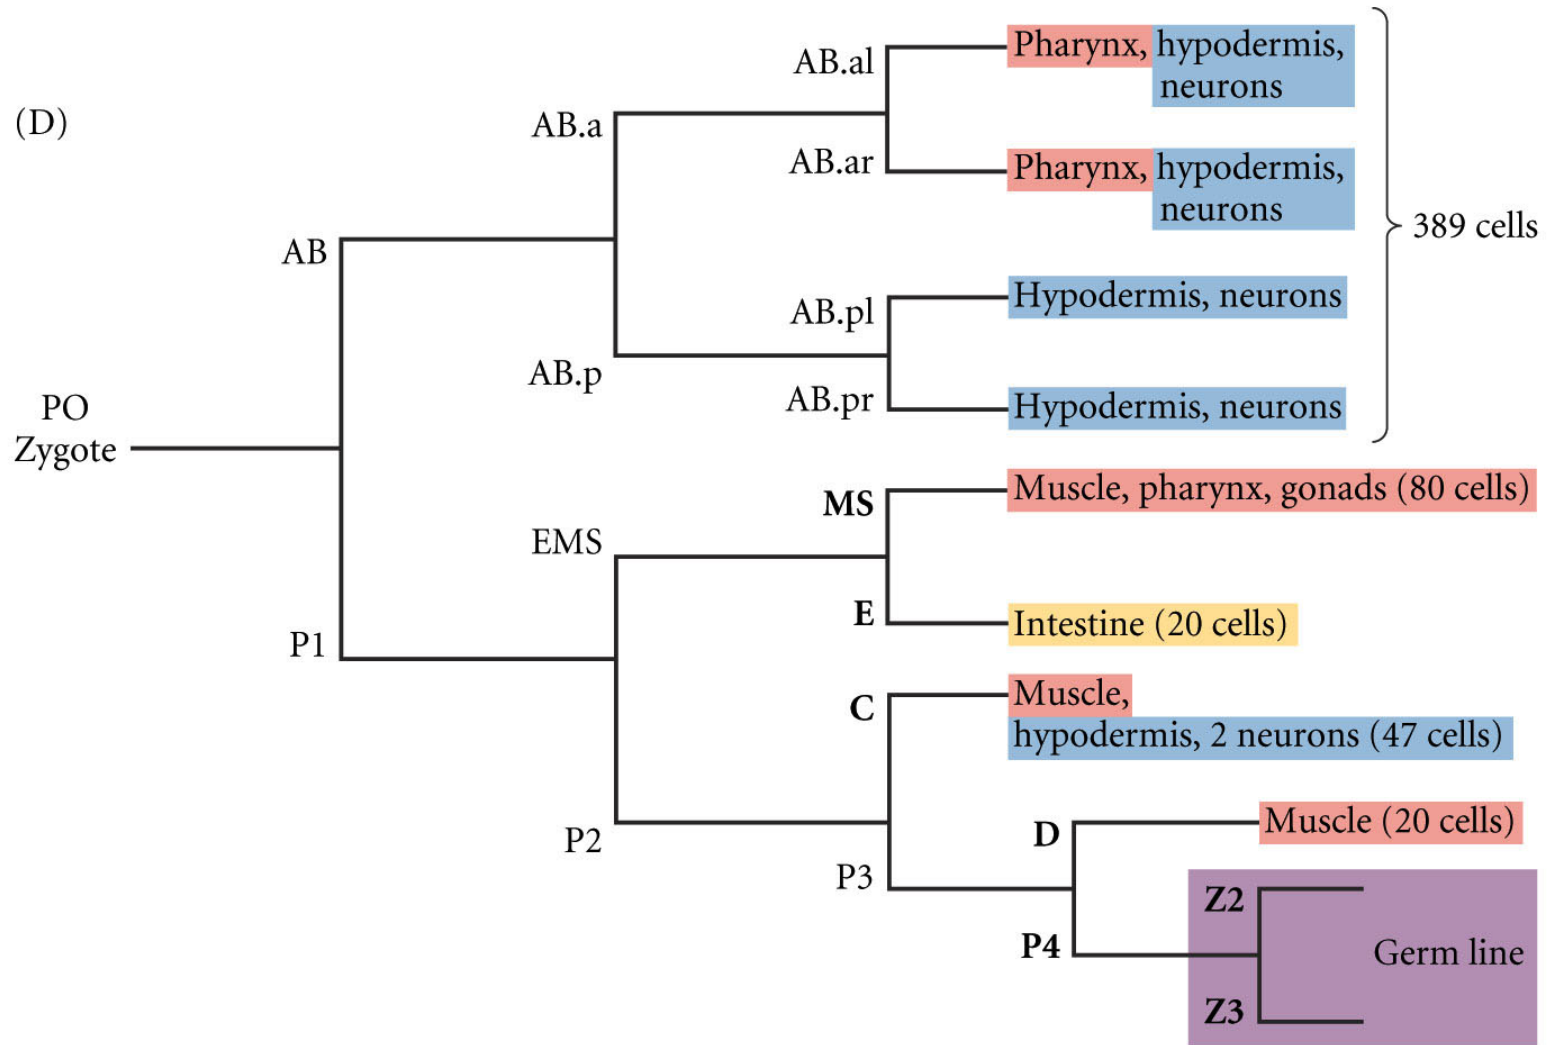 (D)
PO
Zygote
AB
P1
AB.a
AB.p
EMS
P2
AB.al
AB.ar
AB.pl
AB.pr
MS
E
C
P3
D
P4
Z2
Z3
Pharynx, hypodermis,
neurons
Pharynx, hypodermis,
neurons
Hypodermis, neurons
Hypodermis, neurons
389 cells
Muscle, pharynx, gonads (80 cells)
Intestine (20 cells)
Muscle,
hypodermis, 2 neurons (47 cells)
Muscle (20 cells)
Germ line